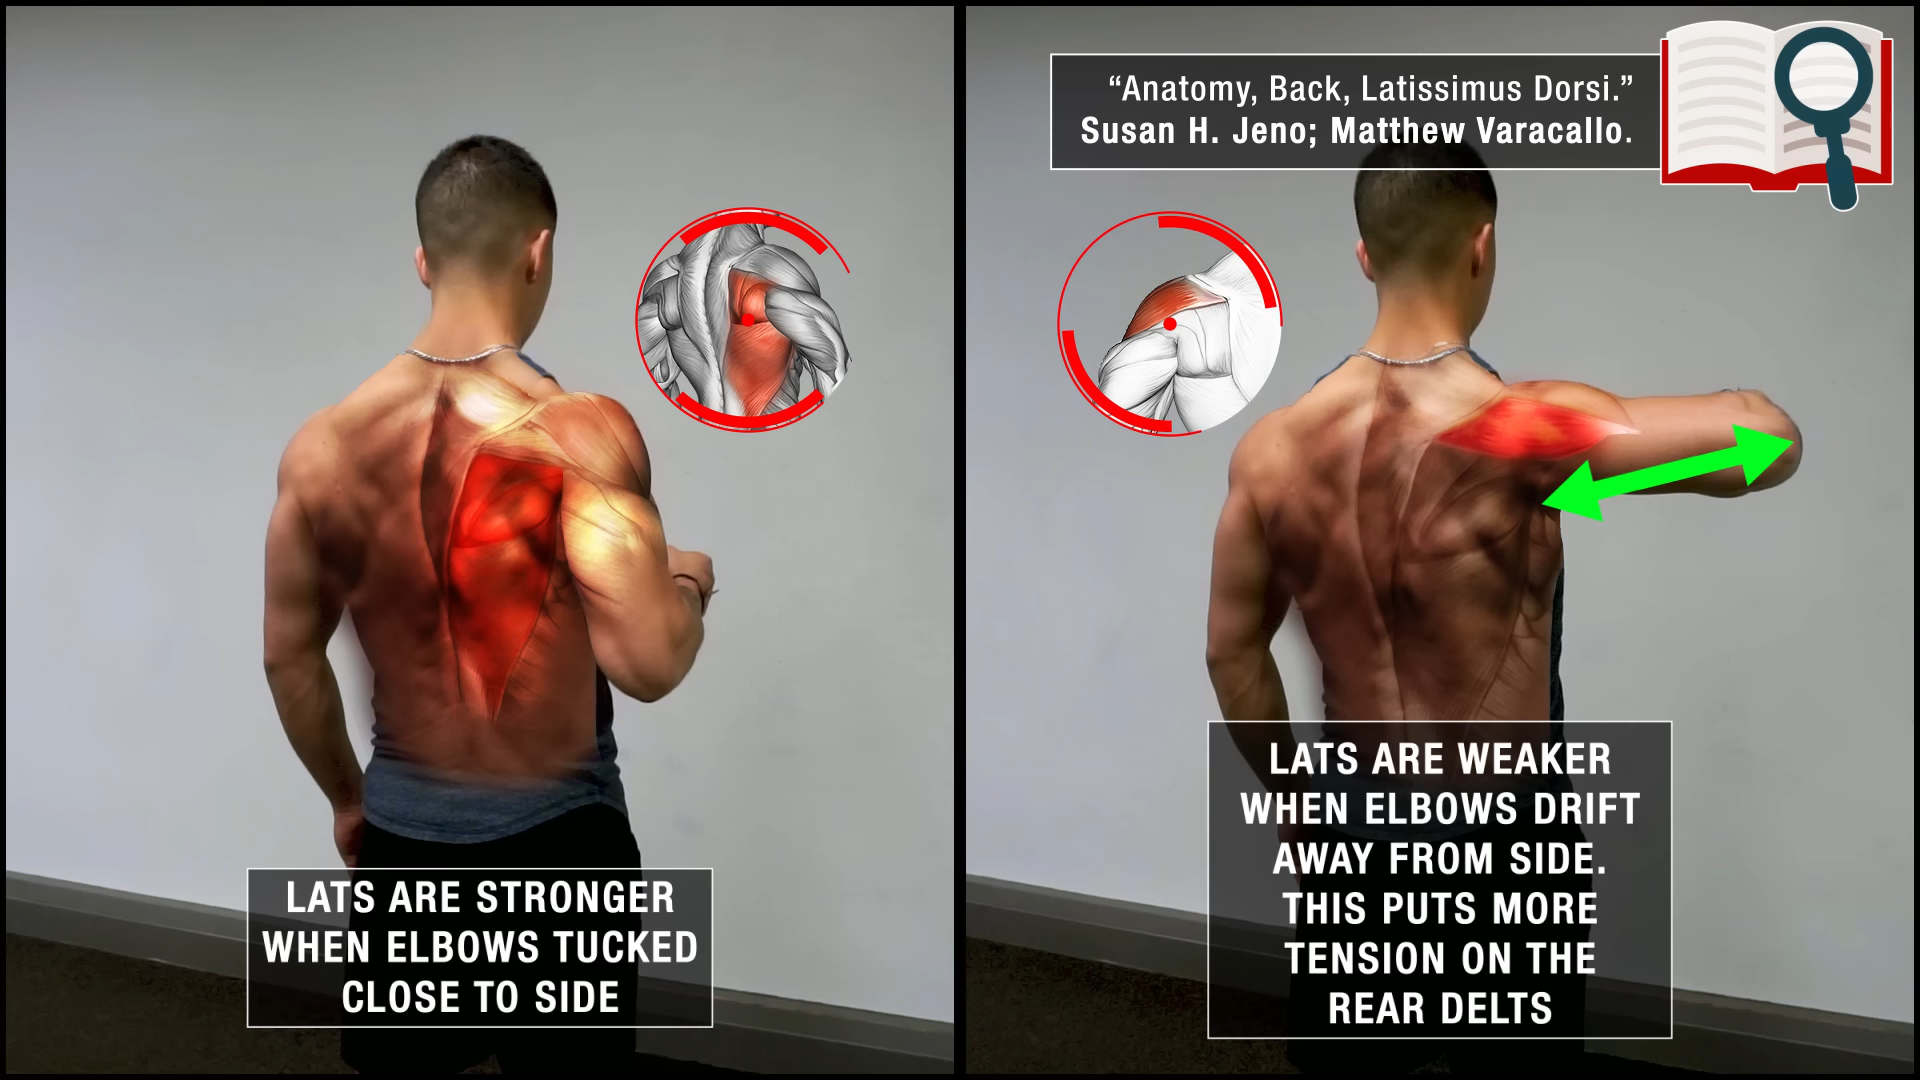 LATS ARE STRONGER
WHEN ELBOWS TUCKED
CLOSE TO SIDE
“Anatomy, Back, Latissimus Dorsi.”
Susan H. Jeno; Matthew Varacallo.
LATS ARE WEAKER
WHEN ELBOWS DRIFT
AWAY FROM SIDE.
THIS PUTS MORE
TENSION ON THE
REAR DELTS